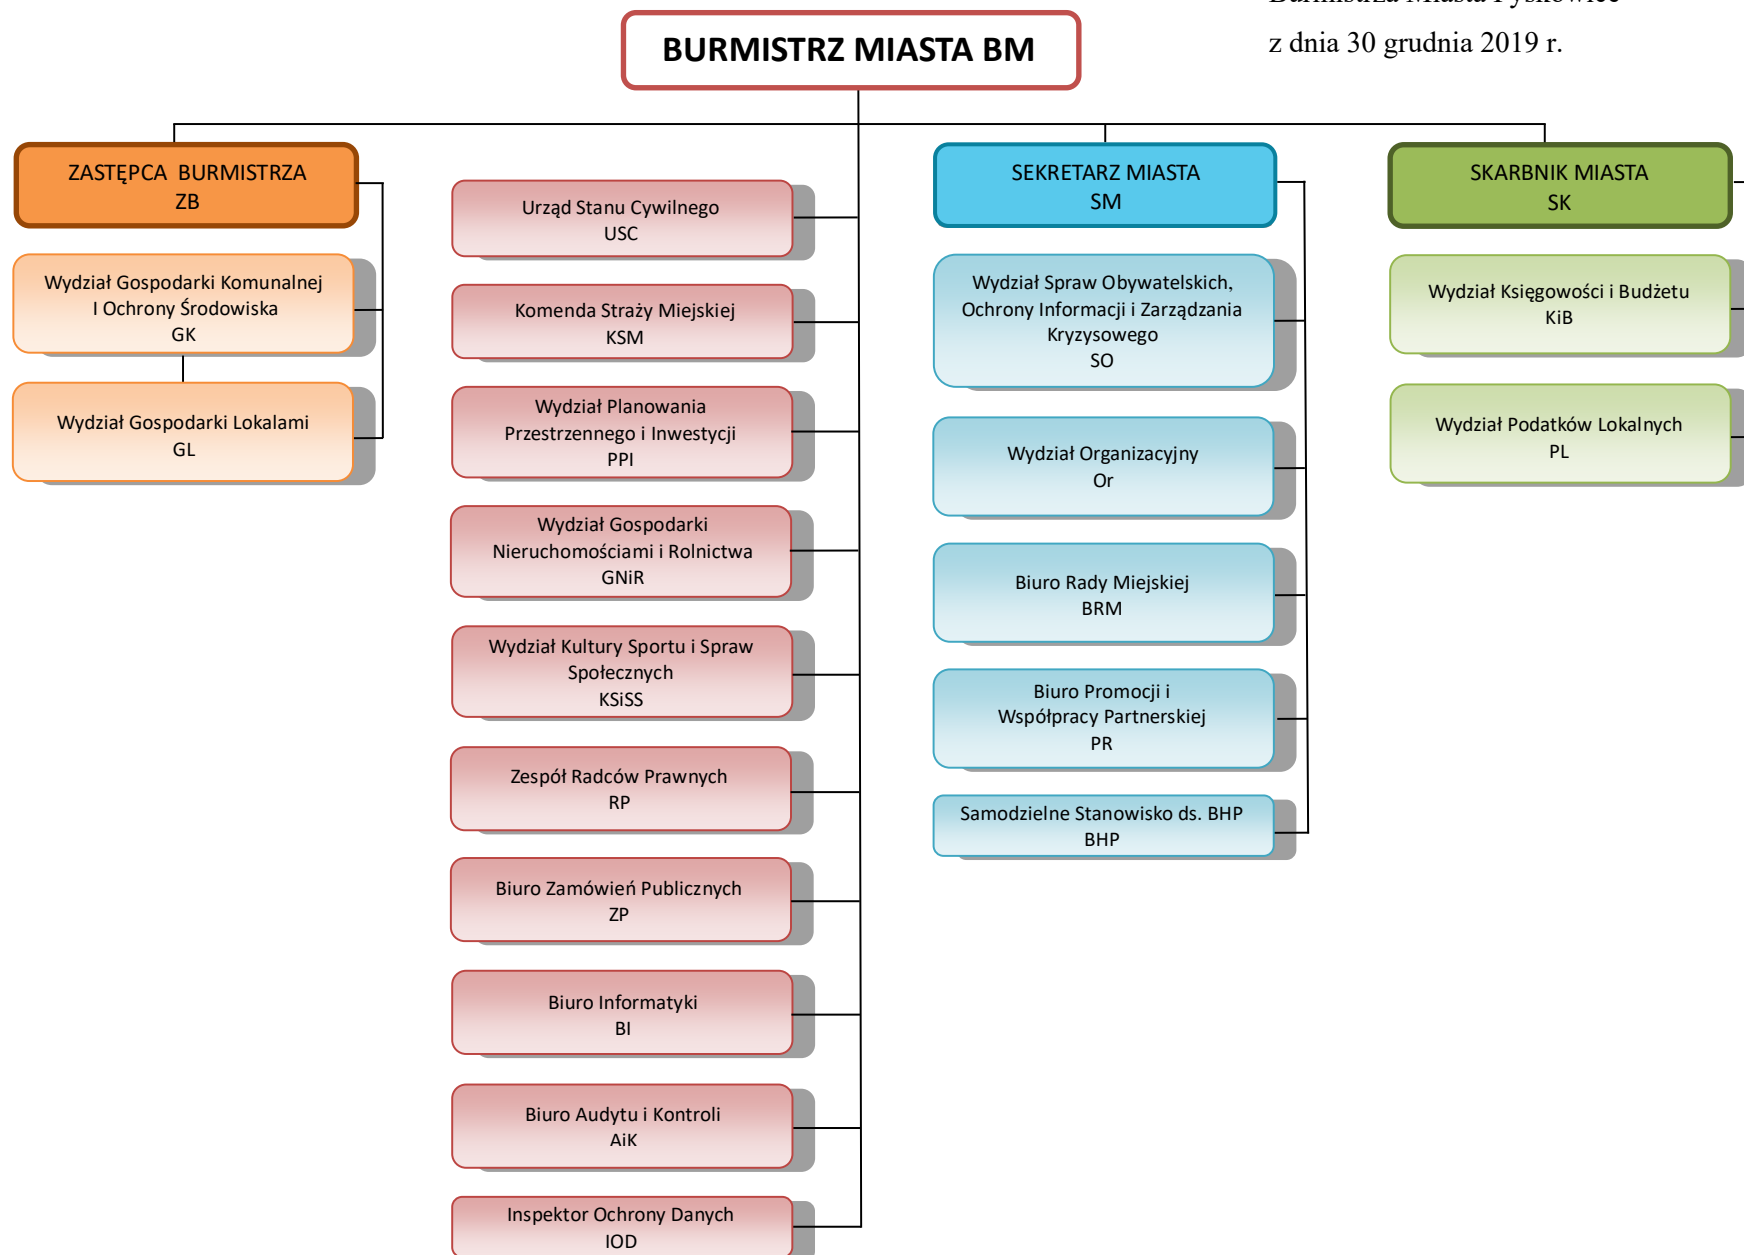 Burmistrza Miasta Pyskowice
z dnia 30 grudnia 2019 r.
BURMISTRZ MIASTA BM
ZASTĘPCA BURMISTRZA
ZB
Wydział Gospodarki Komunalnej
I Ochrony Środowiska
GK
Wydział Gospodarki Lokalami
GL
Urząd Stanu Cywilnego
USC
Komenda Straży Miejskiej
KSM
Wydział Planowania
Przestrzennego i Inwestycji
PPI
Wydział Gospodarki
Nieruchomościami i Rolnictwa
GNiR
Wydział Kultury Sportu i Spraw
Społecznych
KSiSS
Zespół Radców Prawnych
RP
Biuro Zamówień Publicznych
ZP
Biuro Informatyki
BI
Biuro Audytu i Kontroli
AiK
Inspektor Ochrony Danych
IOD
SEKRETARZ MIASTA
SM
Wydział Spraw Obywatelskich,
Ochrony Informacji i Zarządzania
Kryzysowego
SO
Wydział Organizacyjny
Or
Biuro Rady Miejskiej
BRM
Biuro Promocji i
Współpracy Partnerskiej
PR
Samodzielne Stanowisko ds. BHP
BHP
SKARBNIK MIASTA
SK
Wydział Księgowości i Budżetu
KiB
Wydział Podatków Lokalnych
PL